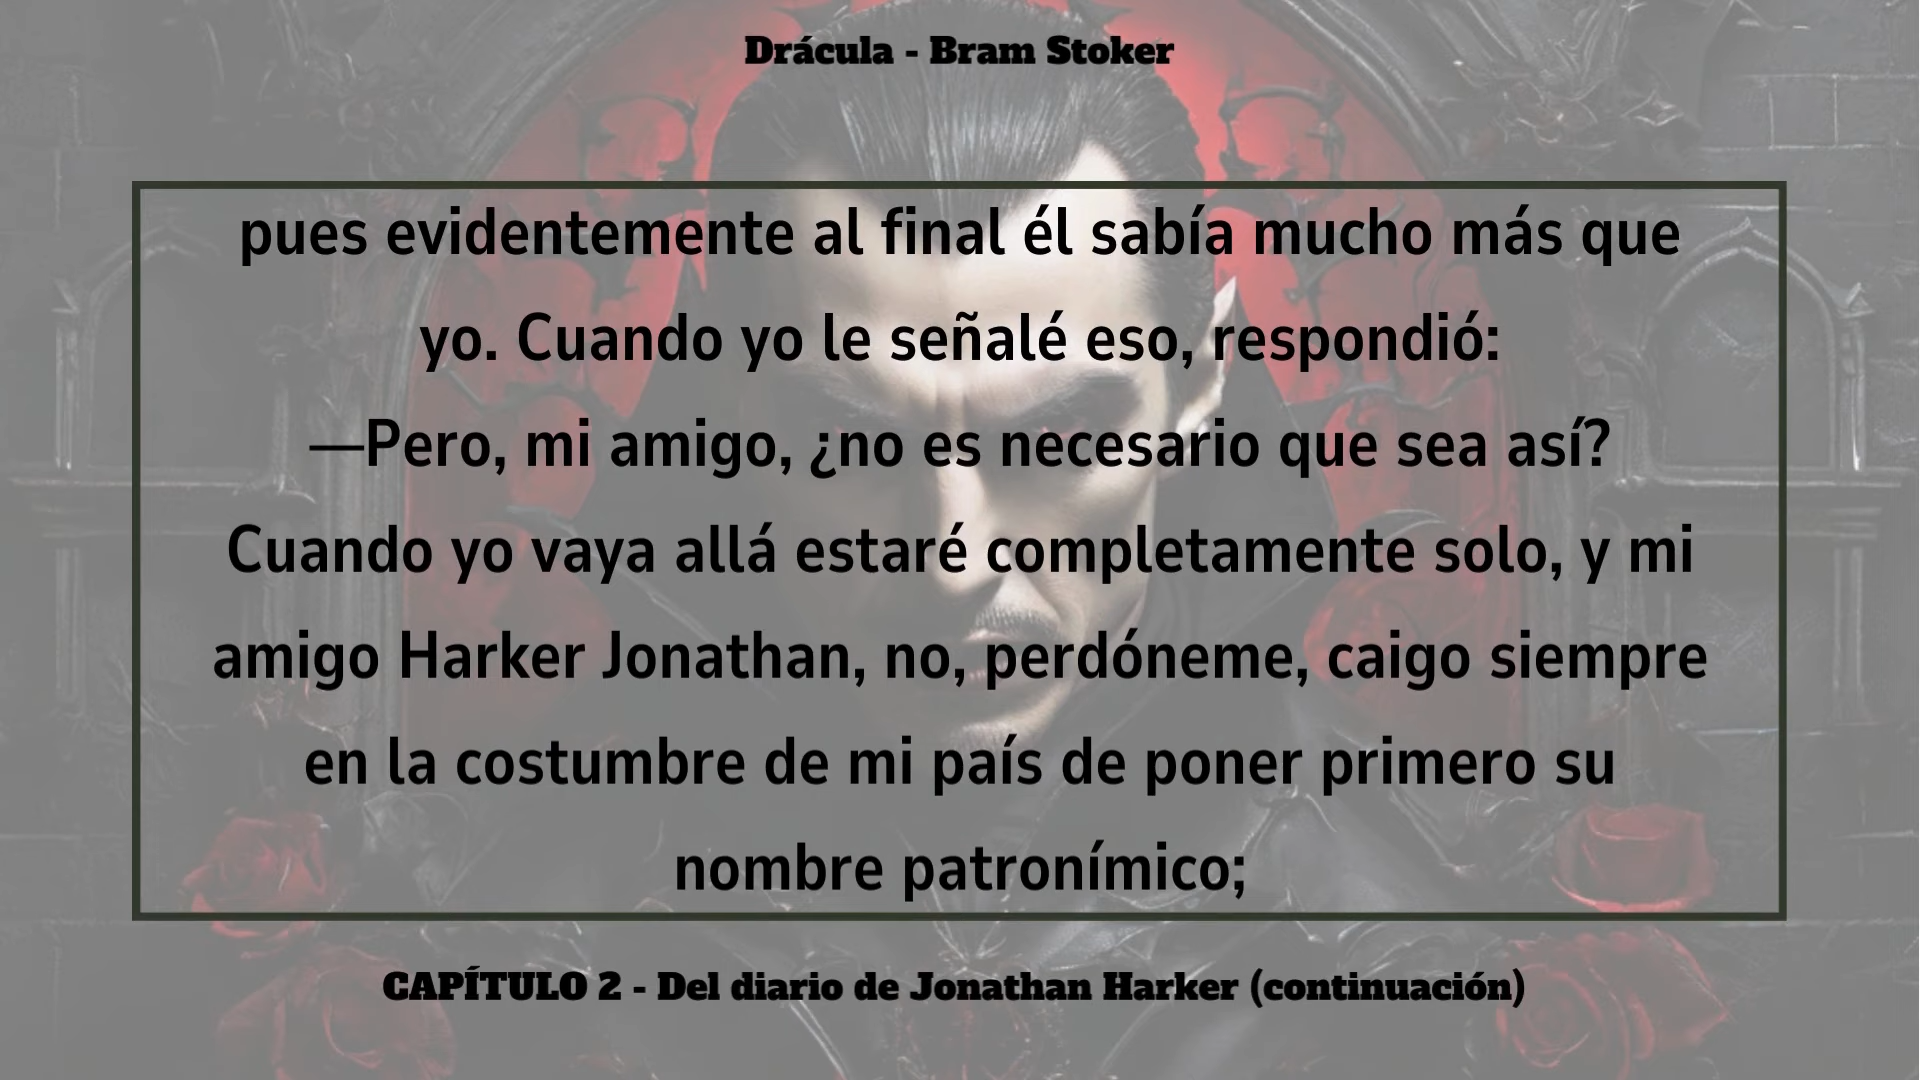 Drácula - Bram Stoker
pues evidentemente al final él sabía mucho más que
yo. Cuando yo le señalé eso, respondió:
—Pero, mi amigo, ¿no es necesario que sea así?
Cuando yo vaya allá estaré completamente solo, y mi
amigo Harker Jonathan, no, perdóneme, caigo siempre
en la costumbre de mi país de poner primero su
nombre patronímico;
CAPÍTULO 2 - Del diario de Jonathan Harker (continuación)